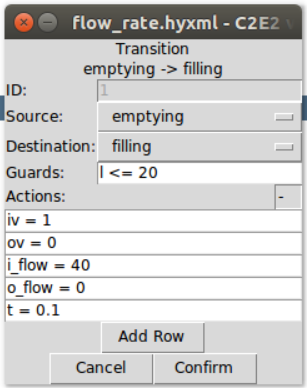 flow_rate.hyxml - C2E2
Transition
emptying -> filling
ID: 1
Source: emptying
Destination: filling
Guards: l <= 20
Actions: -
iv = 1
ov = 0
i_flow = 40
o_flow = 0
t = 0.1
Add Row
Cancel Confirm